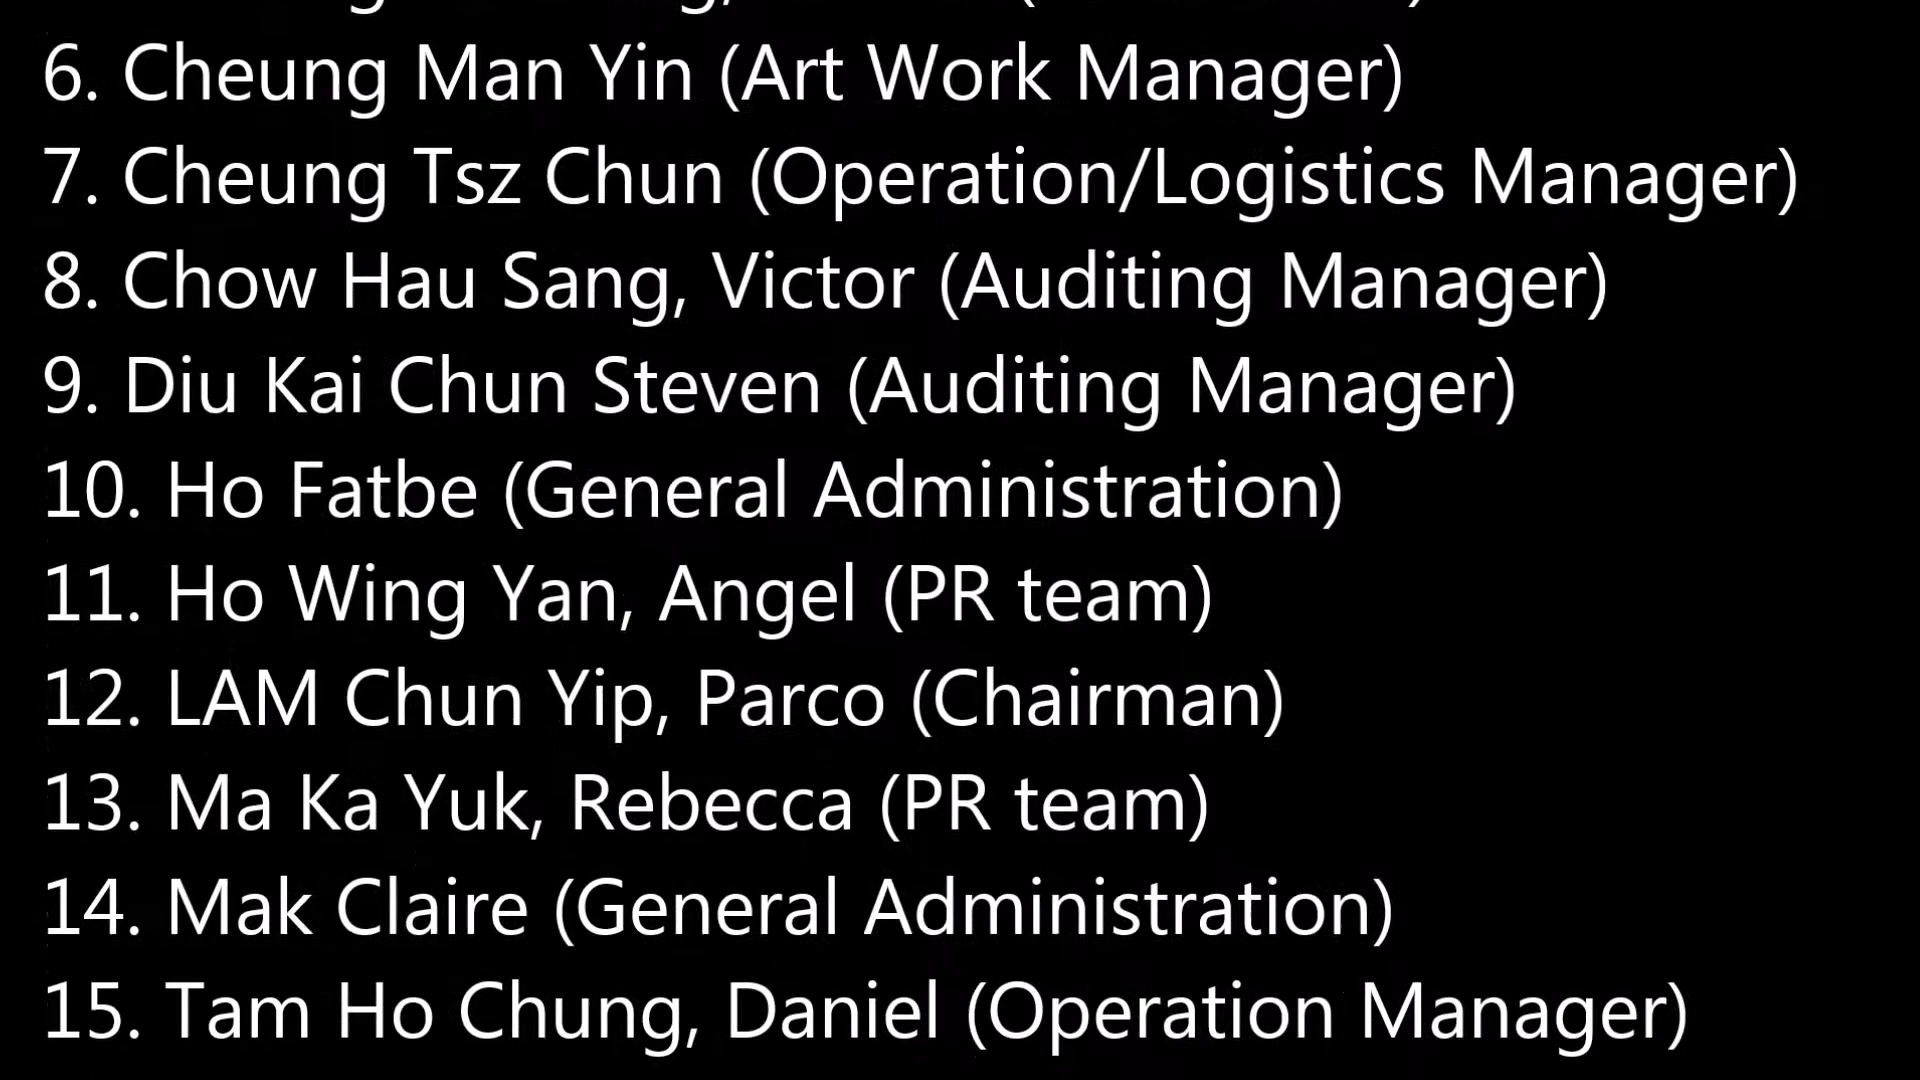 6. Cheung Man Yin (Art Work Manager)
7. Cheung Tsz Chun (Operation/Logistics Manager)
8. Chow Hau Sang, Victor (Auditing Manager)
9. Diu Kai Chun Steven (Auditing Manager)
10. Ho Fatbe (General Administration)
11. Ho Wing Yan, Angel (PR team)
12. LAM Chun Yip, Parco (Chairman)
13. Ma Ka Yuk, Rebecca (PR team)
14. Mak Claire (General Administration)
15. Tam Ho Chung, Daniel (Operation Manager)